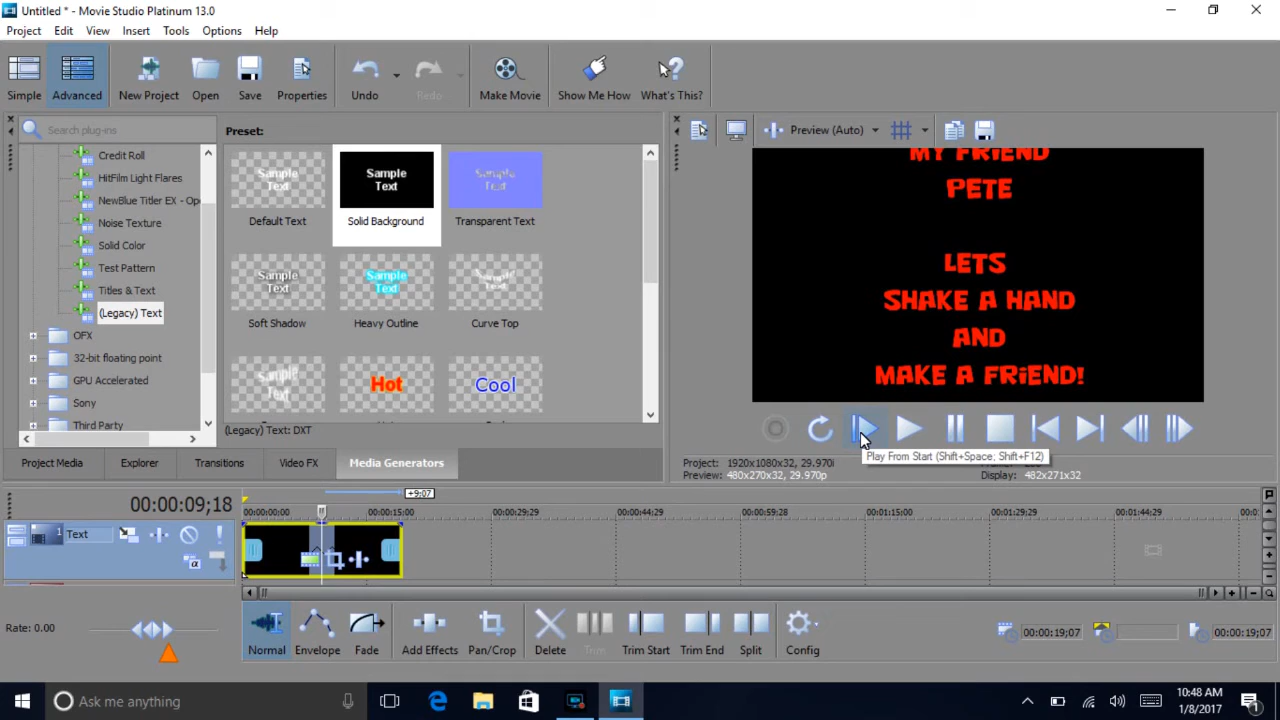 Untitled * - Movie Studio Platinum 13.0
Project Edit View Insert Tools Options Help
Simple Advanced New Project Open Save Properties Undo Redo Make Movie Show Me How What's This?
Search plug-ins
Credit Roll
HitFilm Light Flares
NewBlue Titler EX - Op
Noise Texture
Solid Color
Test Pattern
Titles & Text
(Legacy) Text
OFX
32-bit floating point
GPU Accelerated
Sony
Third Party
Preset:
Sample Text
Sample Text
Sample Text
Default Text Solid Background Transparent Text
Sample Text
Sample Text
Sample Text
Soft Shadow Heavy Outline Curve Top
Sample Text
Hot
Cool
(Legacy) Text: DXT
Project Media Explorer Transitions Video FX Media Generators
Preview (Auto)
MY FRIEND
PETE
LETS
SHAKE A HAND
AND
MAKE A FRiEND!
Play From Start (Shift+Space; Shift+F12)
Project: 1920x1080x32, 29.970i
Preview: 480x270x32, 29.970p
Display: 482x271x32
+9;07
00:00:09;18
00:00:00;00 00:00:15;00 00:00:29;29 00:00:44;29 00:00:59;28 00:01:15;00 00:01:29;29 00:01:44;29 00:0
Text
Rate: 0.00
Normal Envelope Fade Add Effects Pan/Crop Delete Trim Trim Start Trim End Split Config
00:00:19;07 00:00:19;07
Ask me anything
10:48 AM
1/8/2017
1